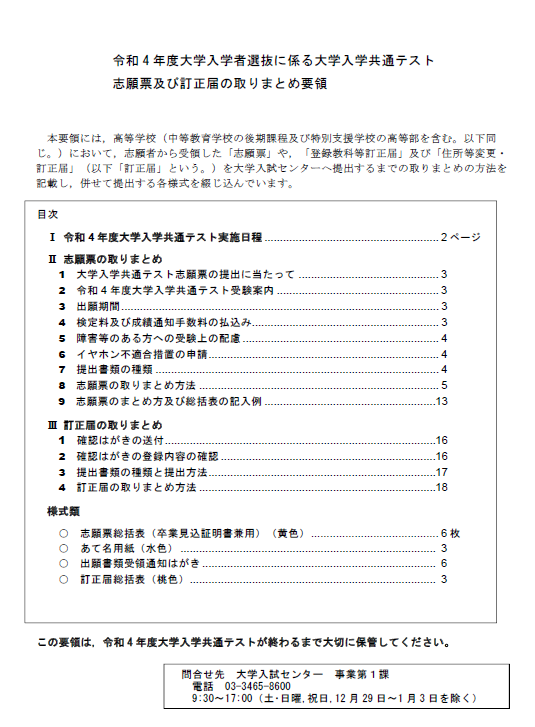 令和4年度大学入学者選抜に係る大学入学共通テスト
志願票及び訂正届の取りまとめ要領
本要領には，高等学校（中等教育学校の後期課程及び特別支援学校の高等部を含む。以下同
じ。）において，志願者から受領した「志願票」や，「登録教科等訂正届」及び「住所等変更・
訂正届」（以下「訂正届」という。）を大学入試センターへ提出するまでの取りまとめの方法を
記載し，併せて提出する各様式を綴じ込んでいます。
目次
Ⅰ 令和4年度大学入学共通テスト実施日程 ........ 2ページ
Ⅱ 志願票の取りまとめ
1 大学入学共通テスト志願票の提出に当たって ........ 3
2 令和4年度大学入学共通テスト受験案内 ........ 3
3 出願期間 ........ 3
4 検定料及び成績通知手数料の払込み ........ 3
5 障害等のある方への受験上の配慮 ........ 4
6 イヤホン不適合措置の申請 ........ 4
7 提出書類の種類 ........ 4
8 志願票の取りまとめ方法 ........ 5
9 志願票のまとめ方及び総括表の記入例 ........ 13
Ⅲ 訂正届の取りまとめ
1 確認はがきの送付 ........ 16
2 確認はがきの登録内容の確認 ........ 16
3 提出書類の種類と提出方法 ........ 17
4 訂正届の取りまとめ方法 ........ 18
様式類
○ 志願票総括表（卒業見込証明書兼用）（黄色） ........ 6枚
○ あて名用紙（水色） ........ 3
○ 出願書類受領通知はがき ........ 6
○ 訂正届総括表（桃色） ........ 3
この要領は，令和4年度大学入学共通テストが終わるまで大切に保管してください。
問合せ先 大学入試センター 事業第1課
電話 03-3465-8600
9:30～17:00（土･日曜,祝日,12月29日～1月3日を除く）